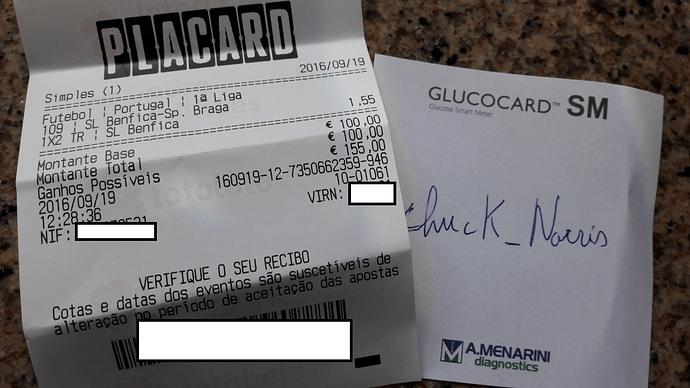 PLACARD
2016/09/19
Simples (1)
Futebol ¦ Portugal ¦ 1ª Liga
109 ¦ SL Benfica-Sp. Braga
1X2 TR ¦ SL Benfica 1,55
Montante Base € 100,00
Montante Total € 100,00
Ganhos Possíveis € 155,00
2016/09/19 160919-12-7350662359-946
12:28:36 10-01061
NIF: VIRN:
VERIFIQUE O SEU RECIBO
Cotas e datas dos eventos são suscetíveis de
alteração no período de aceitação das apostas
GLUCOCARD™ SM
Glucose Smart Meter
Chuck_Norris
A.MENARINI
diagnostics